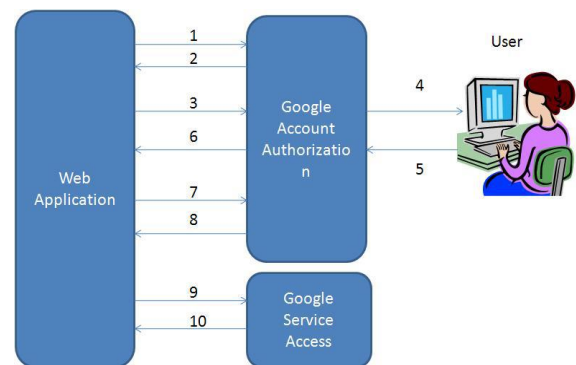 1
2
User
3
4
Google
Account
Authorizatio
n
6
5
Web
Application
7
8
9
10
Google
Service
Access